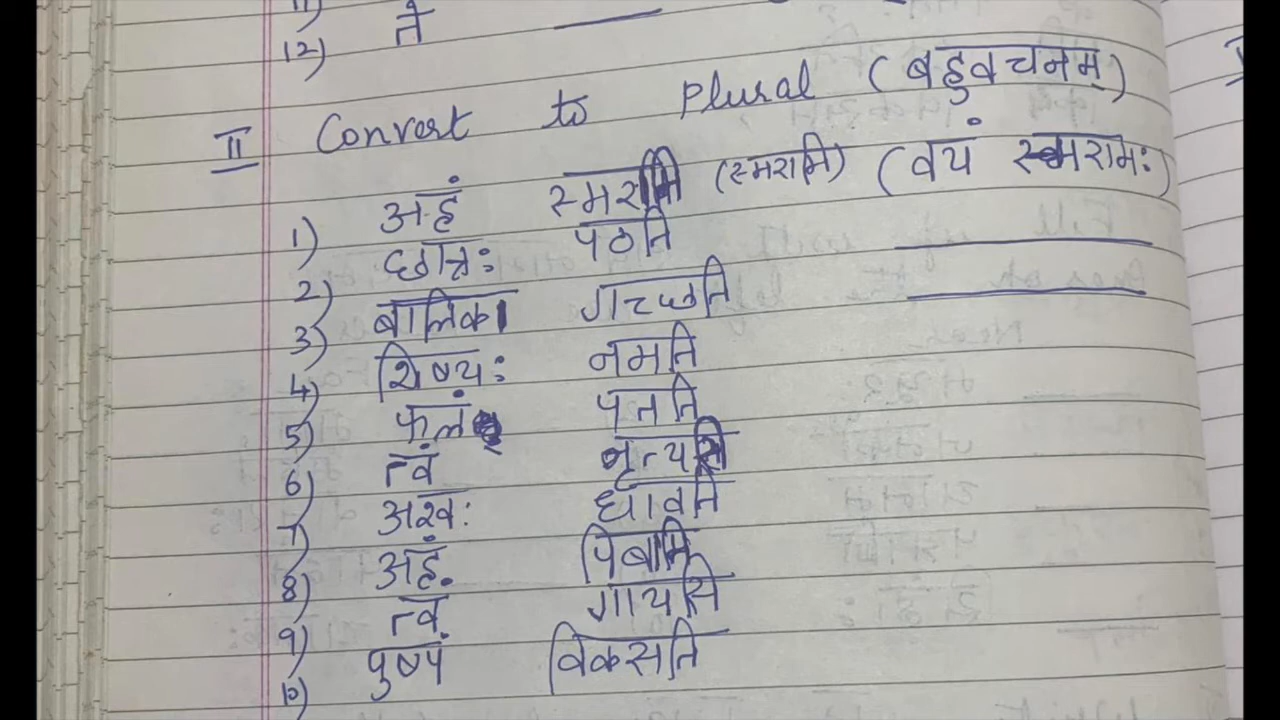 12) ते
II Convert to Plural (बहुवचनम)
1) अहं स्मरामि (स्मरामि) (वयं स्मरामः)
2) छात्रः पठति
3) बालिका गच्छति
4) शिष्यः नमति
5) फलं पतति
6) त्वं नृत्यसि
7) अश्वः धावति
8) अहं पिबामि
9) त्वं गायसि
10) पुष्पं विकसति